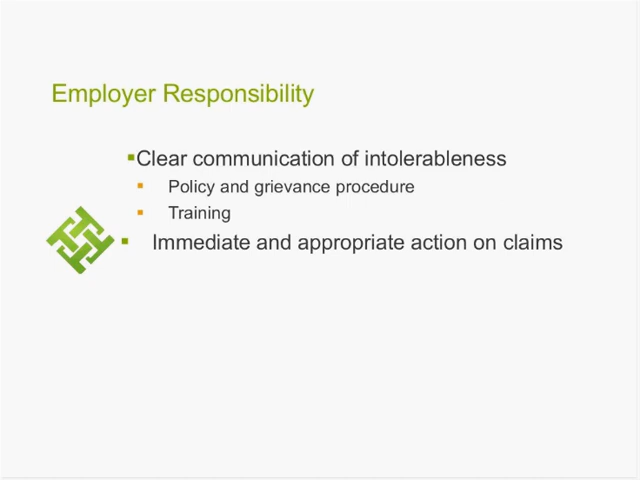 Employer Responsibility
▪Clear communication of intolerableness
▪ Policy and grievance procedure
▪ Training
▪ Immediate and appropriate action on claims